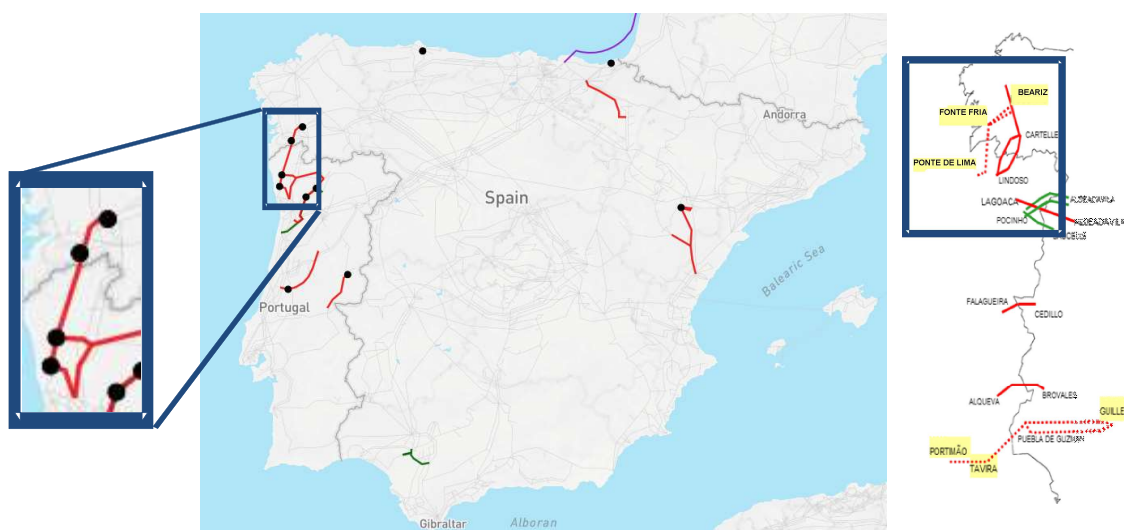 Andorra
Spain
Balearic Sea
Portugal
Gibraltar
Alboran
BEARIZ
FONTE FRIA
CARTELLE
PONTE DE LIMA
LINDOSO
LAGOACA
POCINHO
FALAGUEIRA
CEDILLO
ALQUEVA
BROVALES
GUILLE
PUEBLA DE GUZMAN
PORTIMÃO
TAVIRA